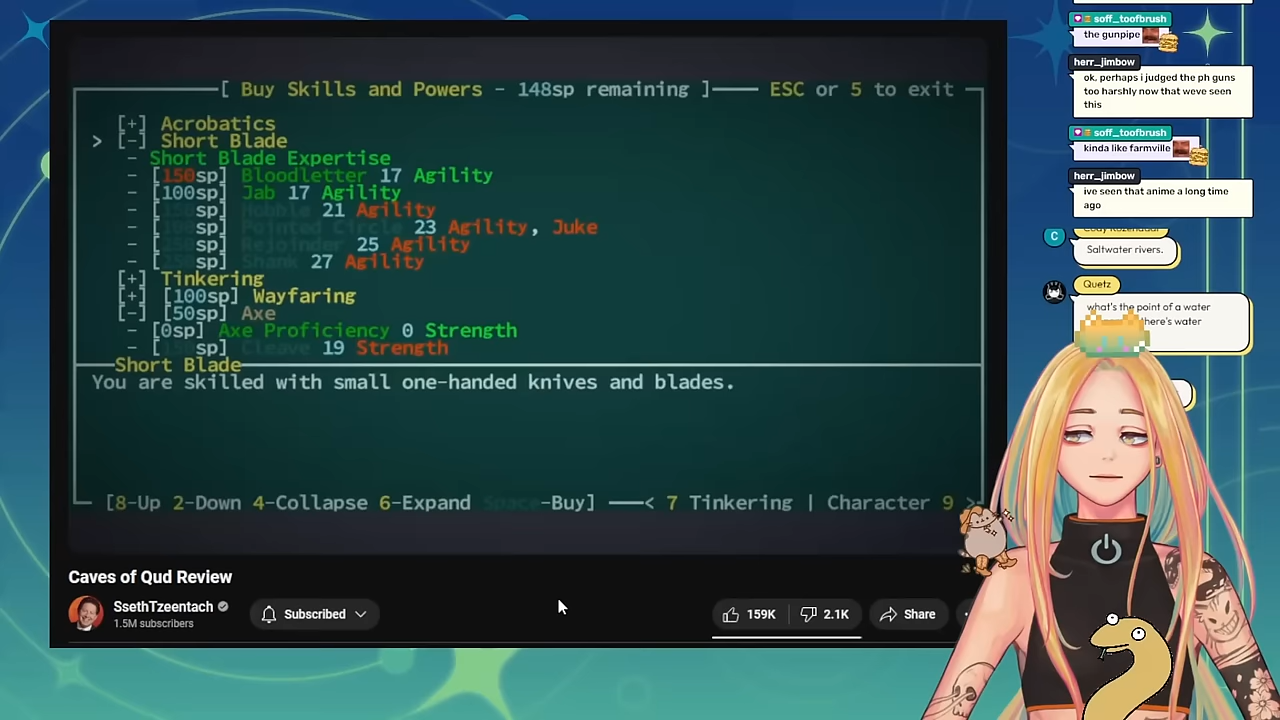 [ Buy Skills and Powers - 148sp remaining ] ESC or 5 to exit
[+] Acrobatics
> [-] Short Blade
- Short Blade Expertise
- [150sp] Bloodletter 17 Agility
- [100sp] Jab 17 Agility
- [ sp] Hobble 21 Agility
- [ sp] 23 Agility, Juke
- [ sp] Rejoinder 25 Agility
- [ sp] Shank 27 Agility
[+] Tinkering
[+] [100sp] Wayfaring
[-] [50sp] Axe
- [0sp] Axe Proficiency 0 Strength
- [ sp] Cleave 19 Strength
Short Blade
You are skilled with small one-handed knives and blades.
[8-Up 2-Down 4-Collapse 6-Expand Space-Buy] < 7 Tinkering | Character 9 >
Caves of Qud Review
SsethTzeentach
1.5M subscribers
Subscribed
159K
2.1K
Share
soff_toofbrush
the gunpipe
herr_jimbow
ok, perhaps i judged the ph guns
too harshly now that weve seen
this
soff_toofbrush
kinda like farmville
herr_jimbow
ive seen that anime a long time
ago
C
Saltwater rivers.
Quetz
what's the point of a water
there's water